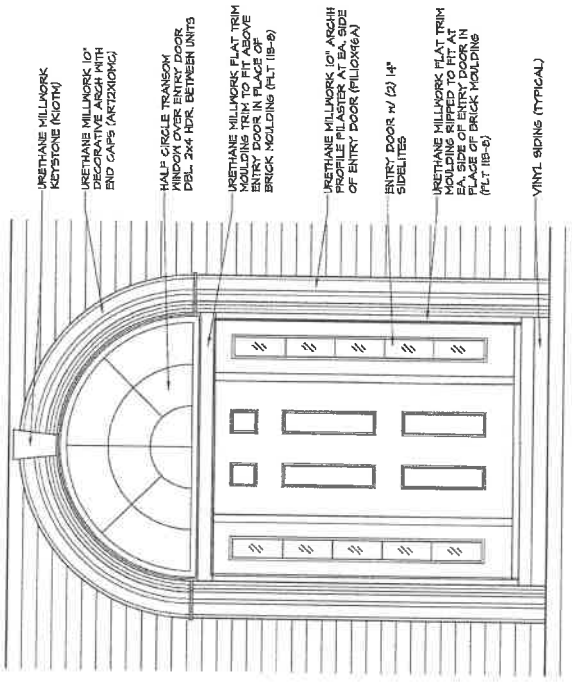 URETHANE MILLWORK
KEYSTONE (K10TM)
URETHANE MILLWORK 10"
DECORATIVE ARCH WITH
END CAPS (AR72X10MC)
HALF CIRCLE TRANSOM
WINDOW OVER ENTRY DOOR
DBL. 2x4 HDR. BETWEEN UNITS
URETHANE MILLWORK FLAT TRIM
MOULDING TRIM TO FIT ABOVE
ENTRY DOOR IN PLACE OF
BRICK MOULDING (FLT 118-8)
URETHANE MILLWORK 10" ARCHH
PROFILE PILASTER AT EA. SIDE
OF ENTRY DOOR (PIL10X96A)
ENTRY DOOR W/ (2) 14"
SIDELITES
URETHANE MILLWORK FLAT TRIM
MOULDING RIPPED TO FIT AT
EA. SIDE OF ENTRY DOOR IN
PLACE OF BRICK MOULDING
(FLT 118-8)
VINYL SIDING (TYPICAL)